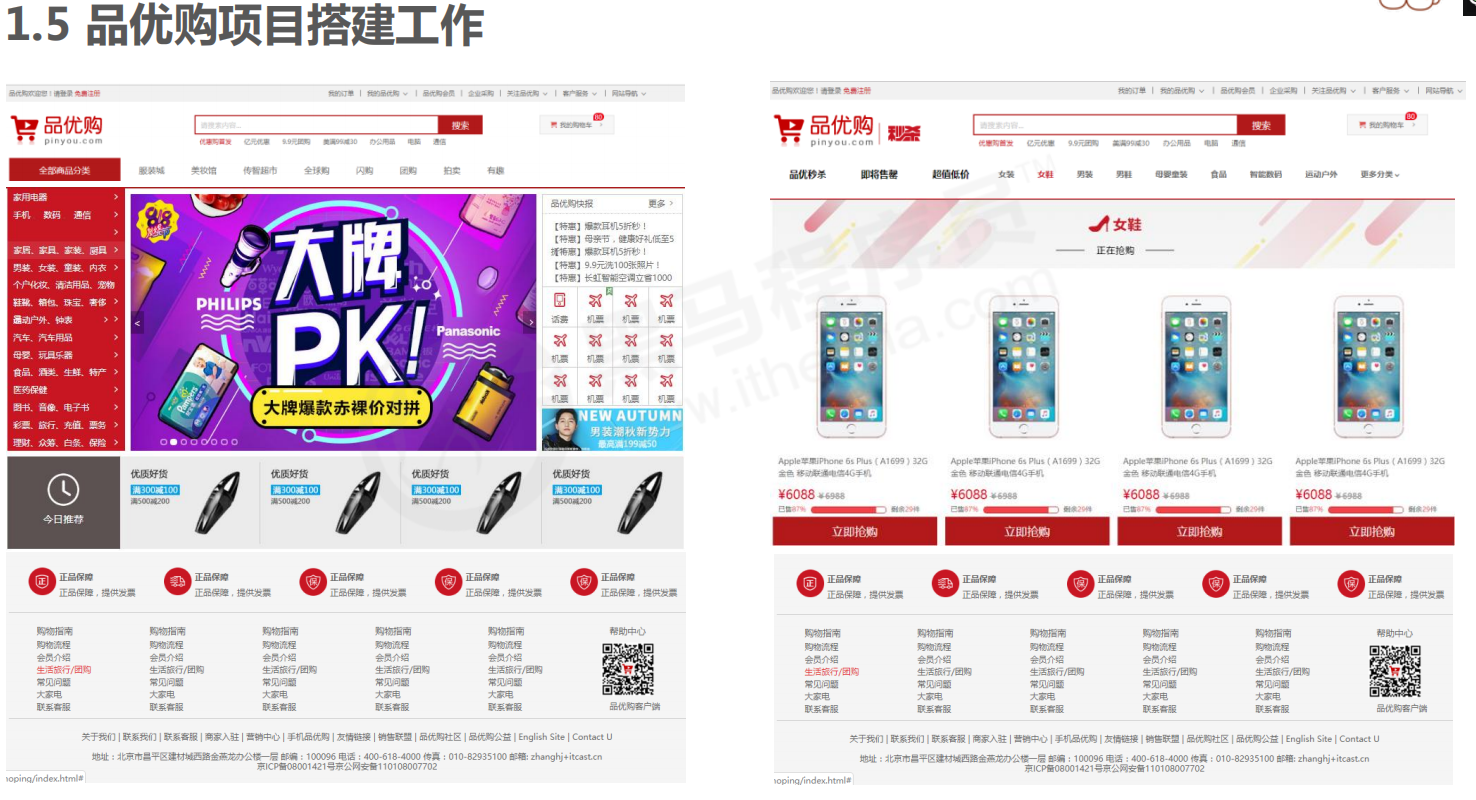 1.5 品优购项目搭建工作
品优购欢迎您！请登录 免费注册
我的订单 | 我的品优购 | 品优购会员 | 企业采购 | 关注品优购 | 客户服务 | 网站导航
品优购
pinyou.com
请搜索内容...
搜索
我的购物车
80
优惠购首发 亿元优惠 9.9元团购 美满99减30 办公用品 电脑 通信
全部商品分类 服装城 美妆馆 传智超市 全球购 闪购 团购 拍卖 有趣
家用电器
手机 数码 通信
家居、家具、家装、厨具
男装、女装、童装、内衣
个户化妆、清洁用品、宠物
鞋靴、箱包、珠宝、奢侈
运动户外、钟表
汽车、汽车用品
母婴、玩具乐器
食品、酒类、生鲜、特产
医药保健
图书、音像、电子书
彩票、旅行、充值、票务
理财、众筹、白条、保险
8/8
大牌
PK!
PHILIPS
Panasonic
Pampers
大牌爆款赤裸价对拼
品优购快报 更多
【特惠】爆款耳机5折秒！
【特惠】母亲节，健康好礼低至5
【特惠】爆款耳机5折秒！
【特惠】9.9元洗100张照片！
【特惠】长虹智能空调立省1000
话费 机票 机票 机票
机票 机票 机票 机票
机票 机票 机票 机票
NEW AUTUMN
男装潮秋新势力
最高满199减50
今日推荐
优质好货 优质好货 优质好货 优质好货
满300减100 满300减100 满300减100 满300减100
满500减200 满500减200 满500减200 满500减200
正品保障 正品保障 正品保障 正品保障 正品保障
正品保障，提供发票 正品保障，提供发票 正品保障，提供发票 正品保障，提供发票 正品保障，提供发票
购物指南 购物指南 购物指南 购物指南 购物指南 帮助中心
购物流程 购物流程 购物流程 购物流程 购物流程
会员介绍 会员介绍 会员介绍 会员介绍 会员介绍
生活旅行/团购 生活旅行/团购 生活旅行/团购 生活旅行/团购 生活旅行/团购
常见问题 常见问题 常见问题 常见问题 常见问题
大家电 大家电 大家电 大家电 大家电
联系客服 联系客服 联系客服 联系客服 联系客服 品优购客户端
关于我们 | 联系我们 | 联系客服 | 商家入驻 | 营销中心 | 手机品优购 | 友情链接 | 销售联盟 | 品优购社区 | 品优购公益 | English Site | Contact U
地址：北京市昌平区建材城西路金燕龙办公楼一层 邮编：100096 电话：400-618-4000 传真：010-82935100 邮箱: zhanghj+itcast.cn
京ICP备08001421号京公网安备110108007702
hoping/index.html#
品优购欢迎您！请登录 免费注册
我的订单 | 我的品优购 | 品优购会员 | 企业采购 | 关注品优购 | 客户服务 | 网站导航
品优购 秒杀
pinyou.com
请搜索内容...
搜索
我的购物车
80
优惠购首发 亿元优惠 9.9元团购 美满99减30 办公用品 电脑 通信
品优秒杀 即将售罄 超值低价 女装 女鞋 男装 男鞋 母婴童装 食品 智能数码 运动户外 更多分类
女鞋
正在抢购
Apple苹果iPhone 6s Plus ( A1699 ) 32G Apple苹果iPhone 6s Plus ( A1699 ) 32G Apple苹果iPhone 6s Plus ( A1699 ) 32G Apple苹果iPhone 6s Plus ( A1699 ) 32G
金色 移动联通电信4G手机 金色 移动联通电信4G手机 金色 移动联通电信4G手机 金色 移动联通电信4G手机
¥6088 ¥6988 ¥6088 ¥6988 ¥6088 ¥6988 ¥6088 ¥6988
已售87% 剩余29件 已售87% 剩余29件 已售87% 剩余29件 已售87% 剩余29件
立即抢购 立即抢购 立即抢购 立即抢购
正品保障 正品保障 正品保障 正品保障 正品保障
正品保障，提供发票 正品保障，提供发票 正品保障，提供发票 正品保障，提供发票 正品保障，提供发票
购物指南 购物指南 购物指南 购物指南 购物指南 帮助中心
购物流程 购物流程 购物流程 购物流程 购物流程
会员介绍 会员介绍 会员介绍 会员介绍 会员介绍
生活旅行/团购 生活旅行/团购 生活旅行/团购 生活旅行/团购 生活旅行/团购
常见问题 常见问题 常见问题 常见问题 常见问题
大家电 大家电 大家电 大家电 大家电
联系客服 联系客服 联系客服 联系客服 联系客服 品优购客户端
关于我们 | 联系我们 | 联系客服 | 商家入驻 | 营销中心 | 手机品优购 | 友情链接 | 销售联盟 | 品优购社区 | 品优购公益 | English Site | Contact U
地址：北京市昌平区建材城西路金燕龙办公楼一层 邮编：100096 电话：400-618-4000 传真：010-82935100 邮箱: zhanghj+itcast.cn
京ICP备08001421号京公网安备110108007702
hoping/index.html#